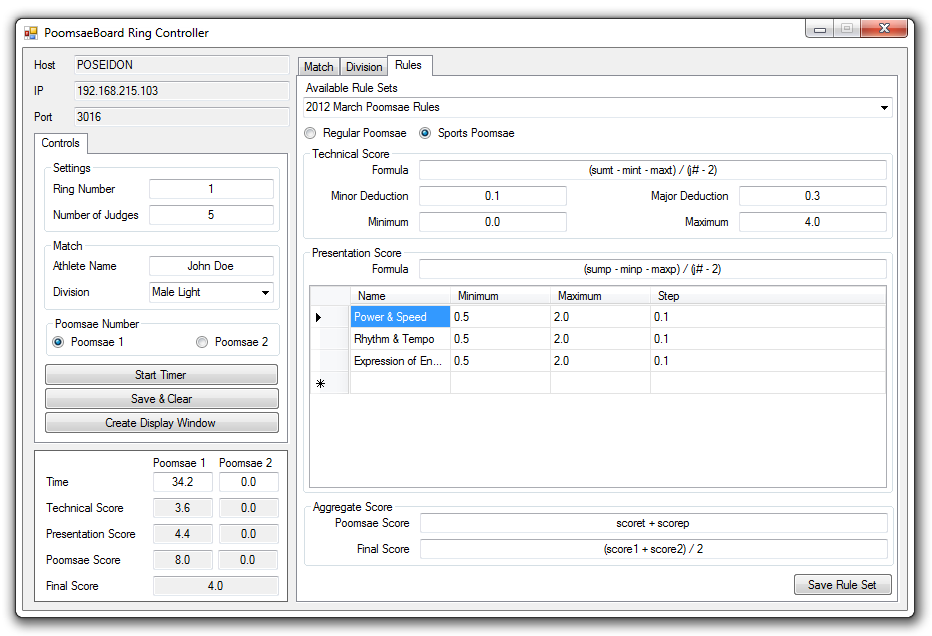 PoomsaeBoard Ring Controller
Host POSEIDON
IP 192.168.215.103
Port 3016
Controls
Settings
Ring Number 1
Number of Judges 5
Match
Athlete Name John Doe
Division Male Light
Poomsae Number
Poomsae 1 Poomsae 2
Start Timer
Save & Clear
Create Display Window
Poomsae 1 Poomsae 2
Time 34.2 0.0
Technical Score 3.6 0.0
Presentation Score 4.4 0.0
Poomsae Score 8.0 0.0
Final Score 4.0
Match Division Rules
Available Rule Sets
2012 March Poomsae Rules
Regular Poomsae Sports Poomsae
Technical Score
Formula (sumt - mint - maxt) / (j# - 2)
Minor Deduction 0.1 Major Deduction 0.3
Minimum 0.0 Maximum 4.0
Presentation Score
Formula (sump - minp - maxp) / (j# - 2)
Name Minimum Maximum Step
Power & Speed 0.5 2.0 0.1
Rhythm & Tempo 0.5 2.0 0.1
Expression of En... 0.5 2.0 0.1
Aggregate Score
Poomsae Score scoret + scorep
Final Score (score1 + score2) / 2
Save Rule Set